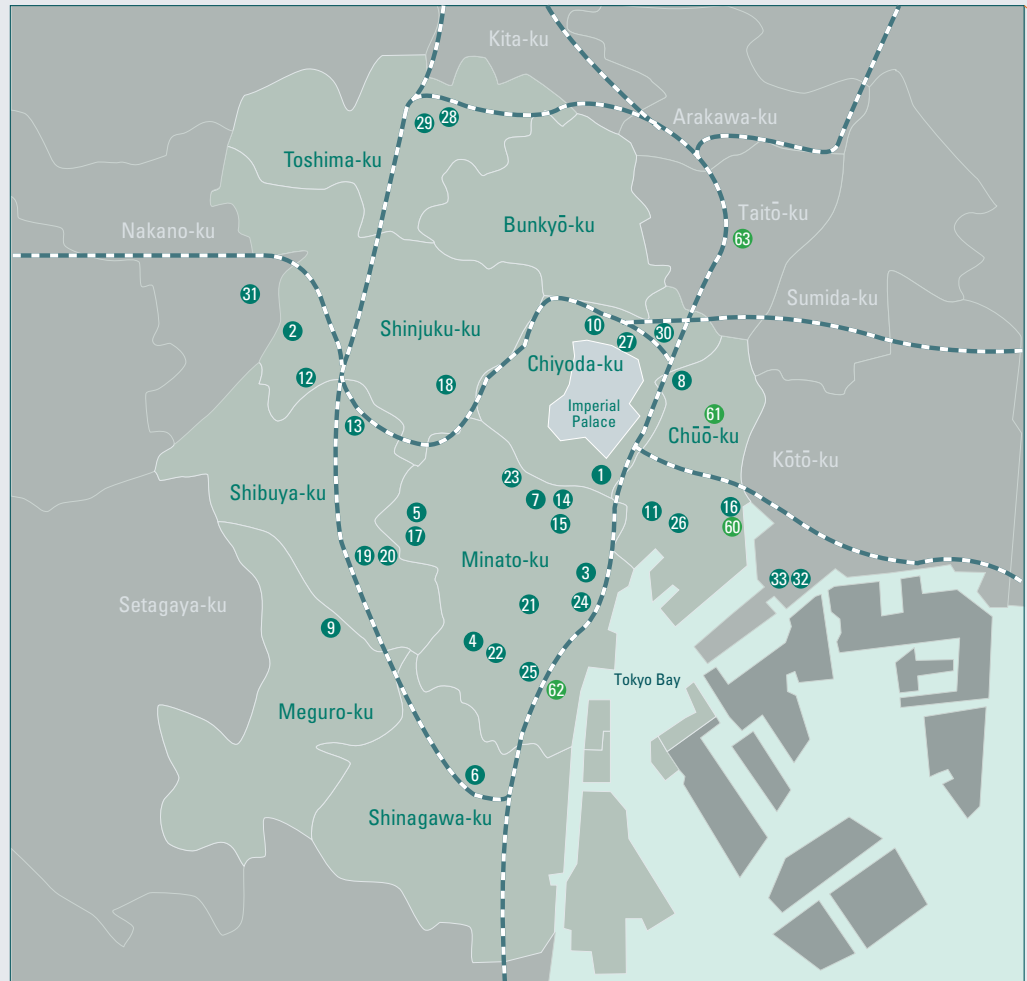 Kita-ku
29
28
Arakawa-ku
Toshima-ku
Taitō-ku
Bunkyō-ku
Nakano-ku
63
31
Sumida-ku
2
Shinjuku-ku
10
30
27
Chiyoda-ku
12
18
8
Imperial
Palace
61
13
Chūō-ku
Kōtō-ku
23
1
Shibuya-ku
7
14
5
11
16
15
26
60
17
19
20
Minato-ku
3
33
32
Setagaya-ku
21
24
9
4
22
25
Tokyo Bay
62
Meguro-ku
6
Shinagawa-ku